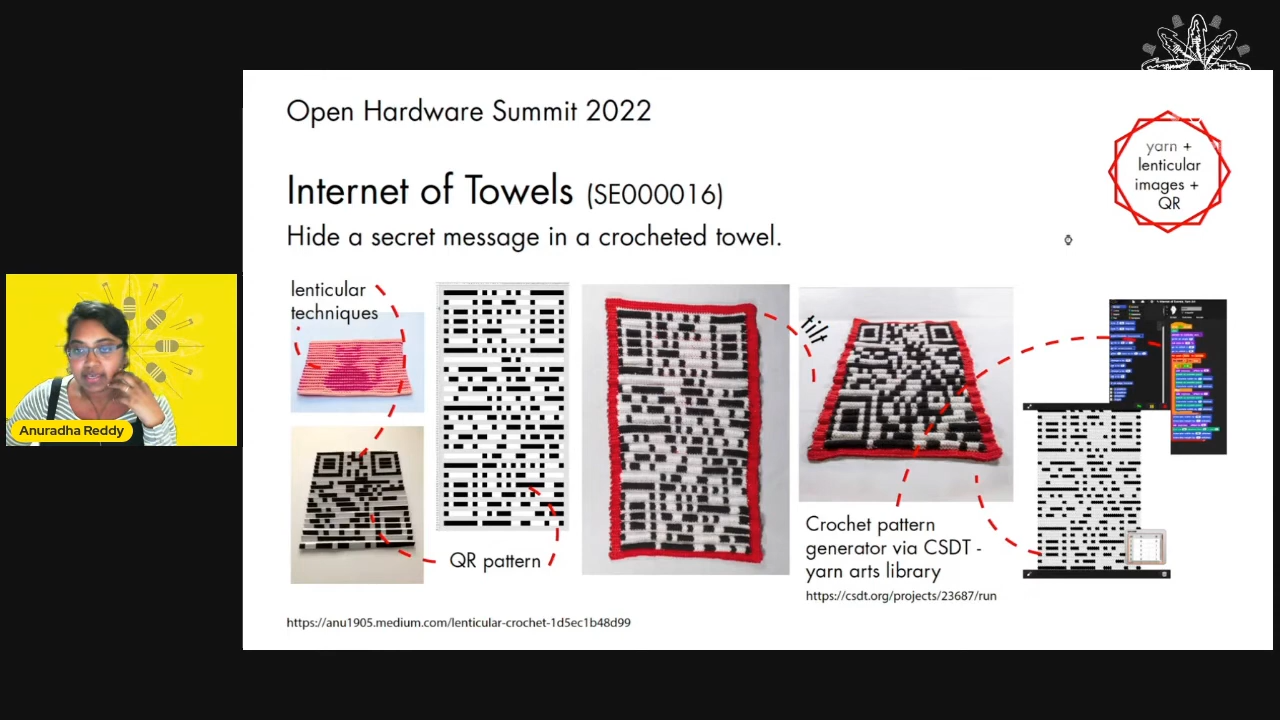 Open Hardware Summit 2022
yarn +
lenticular
images +
QR
Internet of Towels (SE000016)
Hide a secret message in a crocheted towel.
lenticular
techniques
tilt
QR pattern
Crochet pattern
generator via CSDT -
yarn arts library
https://csdt.org/projects/23687/run
https://anu1905.medium.com/lenticular-crochet-1d5ec1b48d99
Anuradha Reddy